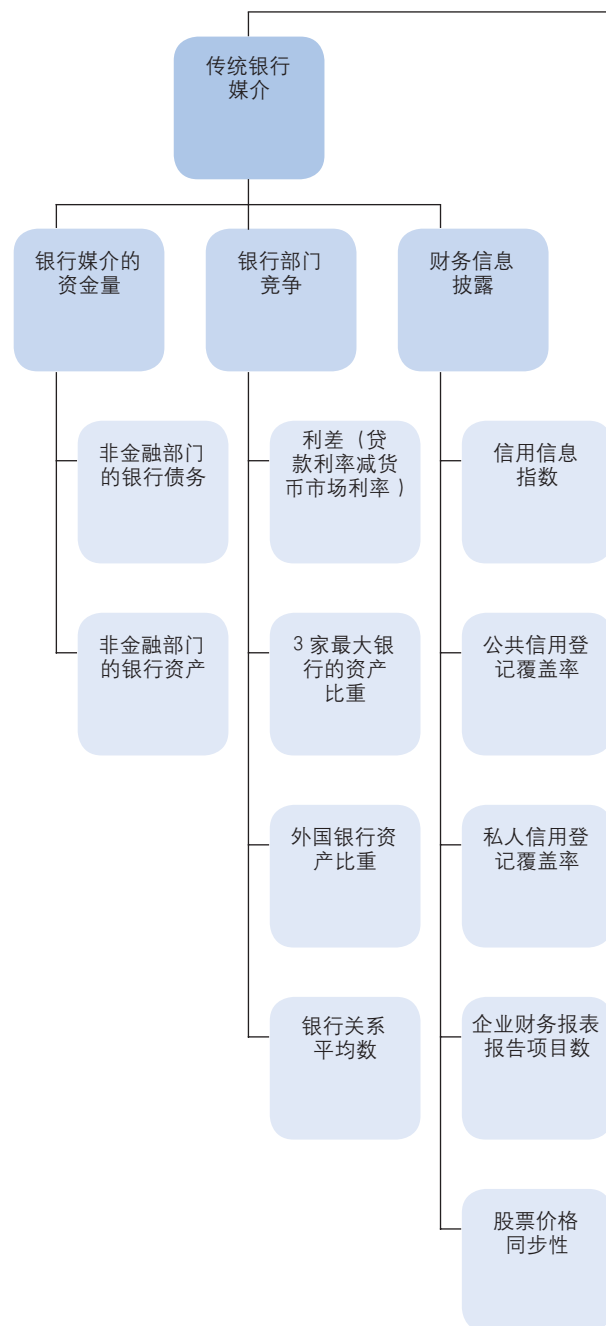 传统银行
媒介
银行媒介的
资金量
银行部门
竞争
财务信息
披露
非金融部门
的银行债务
利差（贷
款利率减货
币市场利率）
信用信息
指数
非金融部门
的银行资产
3 家最大银
行的资产
比重
公共信用登
记覆盖率
外国银行资
产比重
私人信用登
记覆盖率
银行关系
平均数
企业财务报表
报告项目数
股票价格
同步性